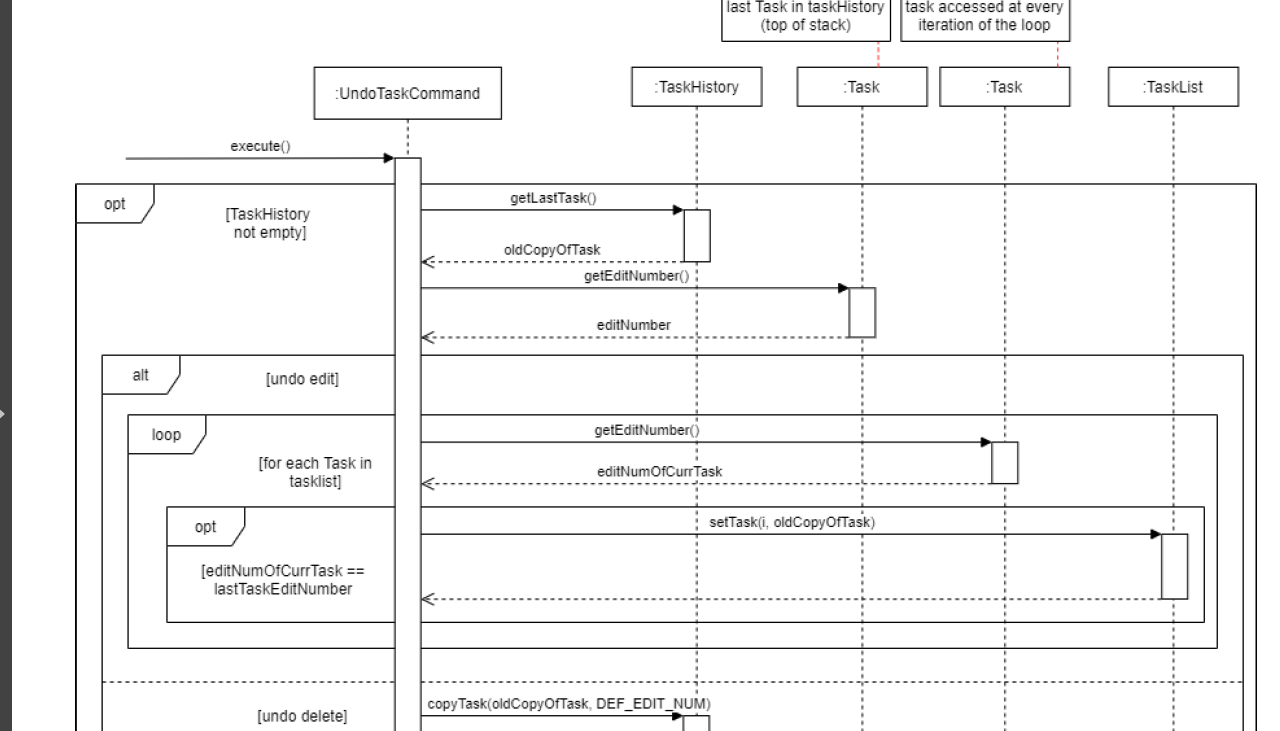 last Task in taskHistory
(top of stack)
task accessed at every
iteration of the loop
:UndoTaskCommand
:TaskHistory
:Task
:Task
:TaskList
execute()
opt
[TaskHistory
not empty]
getLastTask()
oldCopyOfTask
getEditNumber()
editNumber
alt
[undo edit]
loop
[for each Task in
tasklist]
getEditNumber()
editNumOfCurrTask
opt
[editNumOfCurrTask ==
lastTaskEditNumber
setTask(i, oldCopyOfTask)
[undo delete]
copyTask(oldCopyOfTask, DEF_EDIT_NUM)